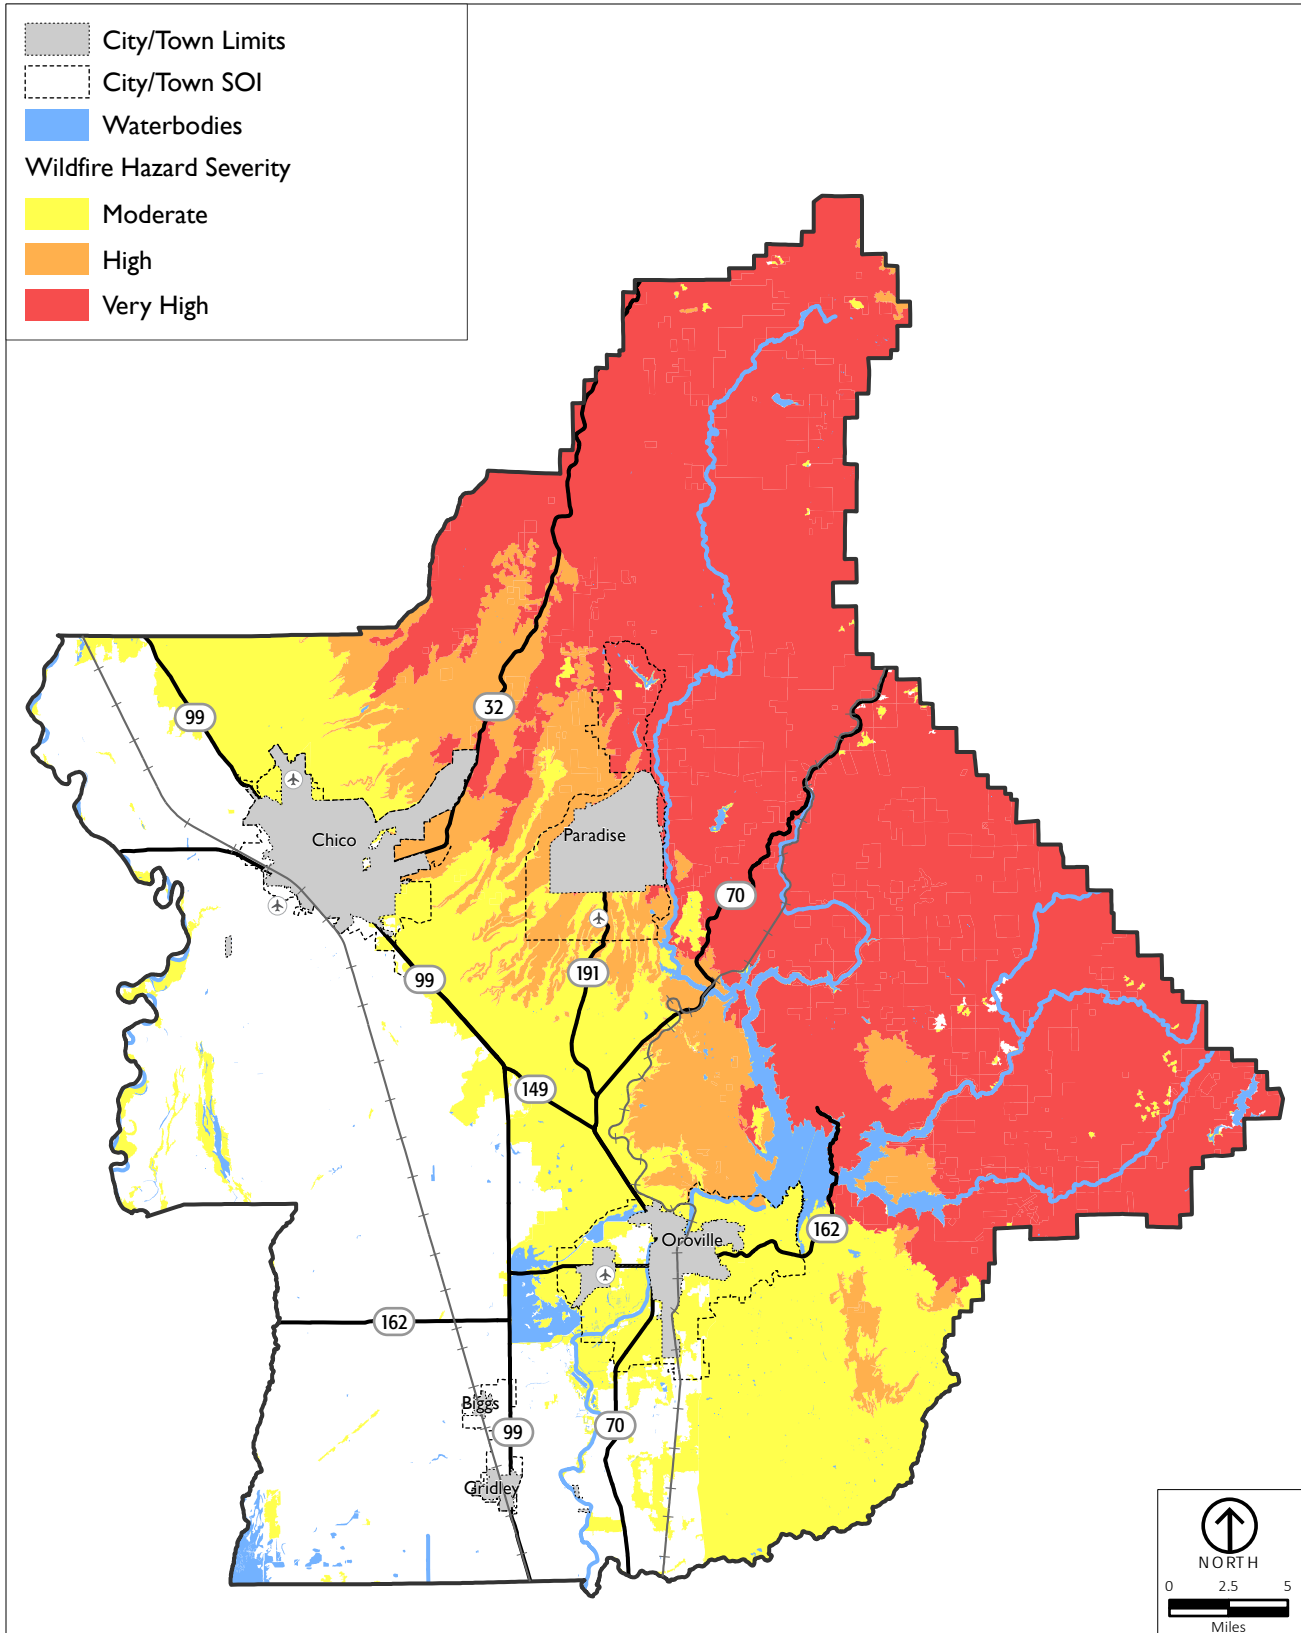 City/Town Limits
City/Town SOI
Waterbodies
Wildfire Hazard Severity
Moderate
High
Very High
99
32
Chico
Paradise
70
99
191
149
162
Oroville
162
Biggs
99
70
Gridley
NORTH
0 2.5 5
Miles